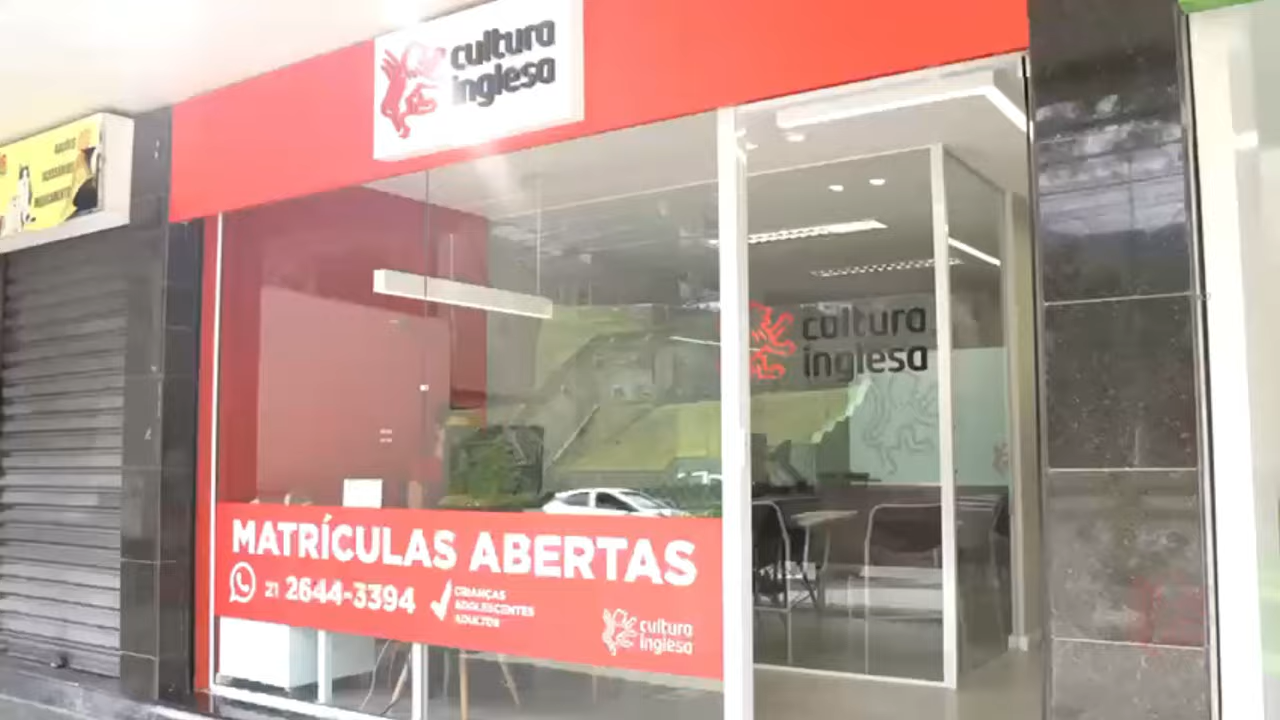 cultura
inglesa
cultura
inglesa
MATRÍCULAS ABERTAS
21 2644-3394
CRIANÇAS
ADOLESCENTES
ADULTOS
cultura
inglesa